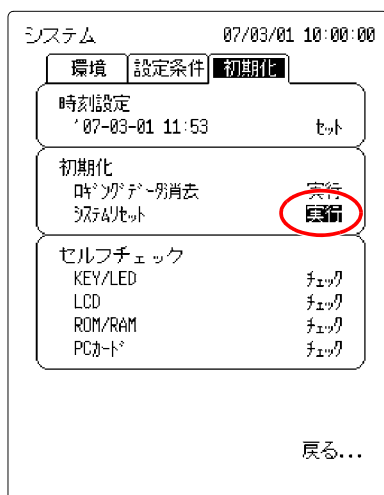 システム 07/03/01 10:00:00
環境 設定条件 初期化
時刻設定
'07-03-01 11:53 ｾｯﾄ
初期化
ﾛｷﾞﾝｸﾞﾃﾞｰﾀ消去 実行
ｼｽﾃﾑﾘｾｯﾄ 実行
セルフチェック
KEY/LED ﾁｪｯｸ
LCD ﾁｪｯｸ
ROM/RAM ﾁｪｯｸ
PCｶｰﾄﾞ ﾁｪｯｸ
戻る...